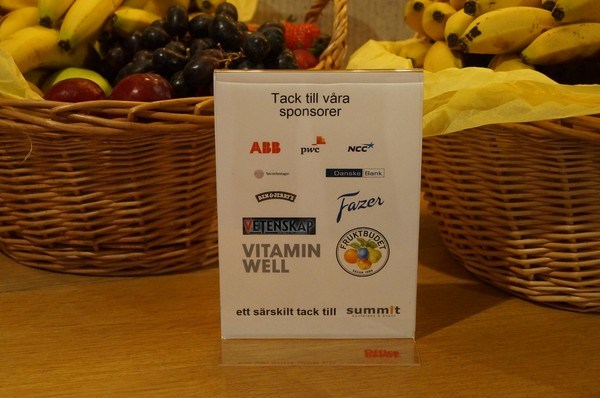 Tack till våra
sponsorer
ABB pwc NCC
Danske Bank
BEN & JERRY'S
Fazer
VETENSKAP
VITAMIN
WELL
FRUKTBUDET
ett särskilt tack till summit